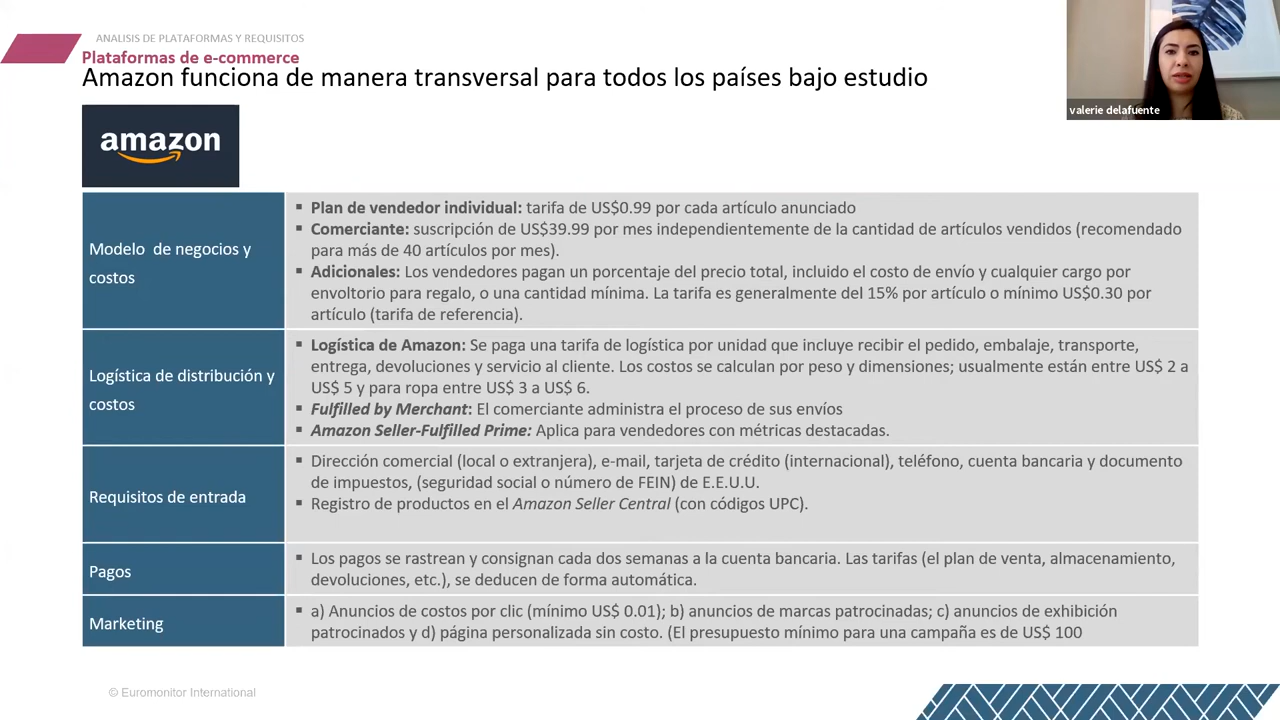 ANALISIS DE PLATAFORMAS Y REQUISITOS
Plataformas de e-commerce
Amazon funciona de manera transversal para todos los países bajo estudio
valerie delafuente
amazon
Modelo de negocios y
costos
▪ Plan de vendedor individual: tarifa de US$0.99 por cada artículo anunciado
▪ Comerciante: suscripción de US$39.99 por mes independientemente de la cantidad de artículos vendidos (recomendado
para más de 40 artículos por mes).
▪ Adicionales: Los vendedores pagan un porcentaje del precio total, incluido el costo de envío y cualquier cargo por
envoltorio para regalo, o una cantidad mínima. La tarifa es generalmente del 15% por artículo o mínimo US$0.30 por
artículo (tarifa de referencia).
Logística de distribución y
costos
▪ Logística de Amazon: Se paga una tarifa de logística por unidad que incluye recibir el pedido, embalaje, transporte,
entrega, devoluciones y servicio al cliente. Los costos se calculan por peso y dimensiones; usualmente están entre US$ 2 a
US$ 5 y para ropa entre US$ 3 a US$ 6.
▪ Fulfilled by Merchant: El comerciante administra el proceso de sus envíos
▪ Amazon Seller-Fulfilled Prime: Aplica para vendedores con métricas destacadas.
Requisitos de entrada
▪ Dirección comercial (local o extranjera), e-mail, tarjeta de crédito (internacional), teléfono, cuenta bancaria y documento
de impuestos, (seguridad social o número de FEIN) de E.E.U.U.
▪ Registro de productos en el Amazon Seller Central (con códigos UPC).
Pagos
▪ Los pagos se rastrean y consignan cada dos semanas a la cuenta bancaria. Las tarifas (el plan de venta, almacenamiento,
devoluciones, etc.), se deducen de forma automática.
Marketing
▪ a) Anuncios de costos por clic (mínimo US$ 0.01); b) anuncios de marcas patrocinadas; c) anuncios de exhibición
patrocinados y d) página personalizada sin costo. (El presupuesto mínimo para una campaña es de US$ 100
© Euromonitor International